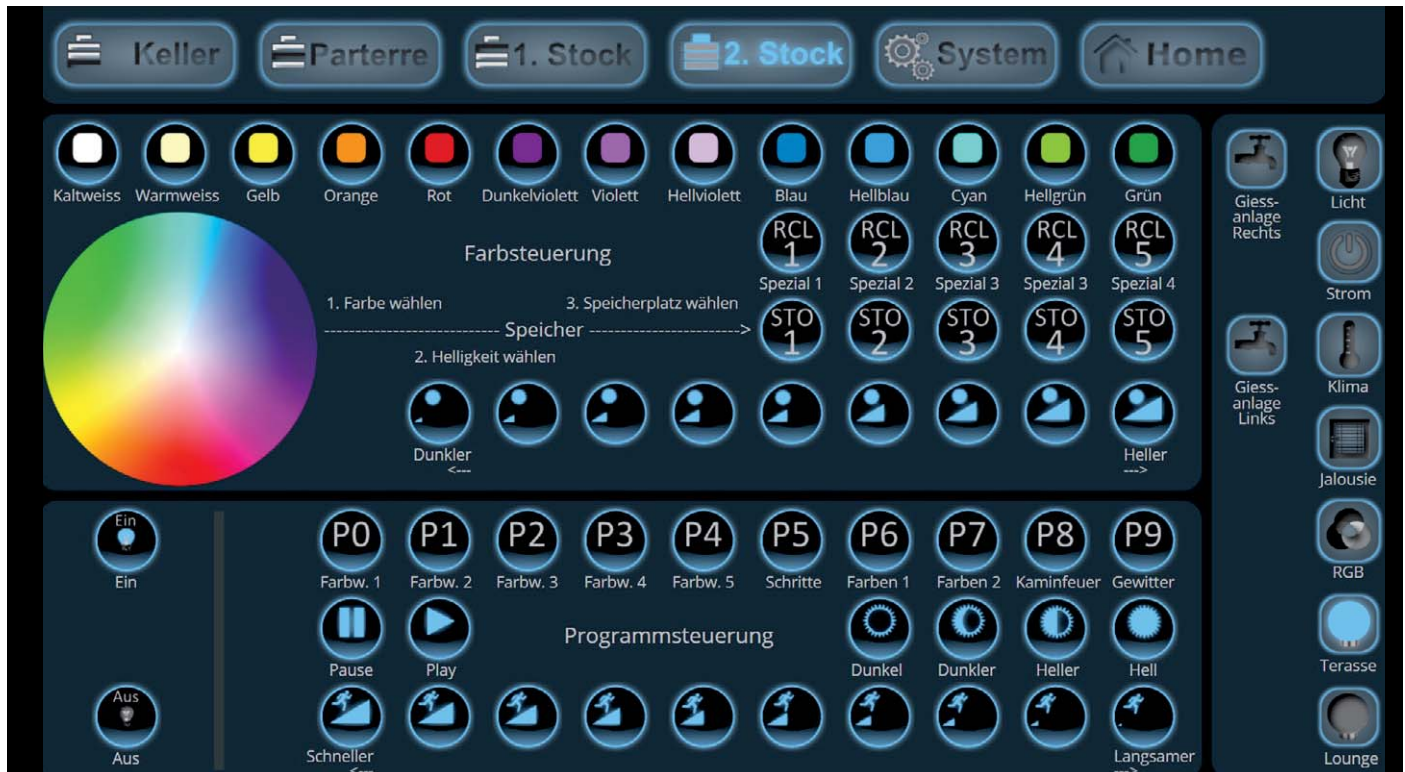 Keller Parterre 1. Stock 2. Stock System Home
Kaltweiss Warmweiss Gelb Orange Rot Dunkelviolett Violett Hellviolett Blau Hellblau Cyan Hellgrün Grün
Farbsteuerung
RCL 1 RCL 2 RCL 3 RCL 4 RCL 5
Spezial 1 Spezial 2 Spezial 3 Spezial 3 Spezial 4
1. Farbe wählen 3. Speicherplatz wählen
---------------------------- Speicher ------------------------>
2. Helligkeit wählen
STO 1 STO 2 STO 3 STO 4 STO 5
Dunkler Heller
<--- --->
Ein
Ein
P0 P1 P2 P3 P4 P5 P6 P7 P8 P9
Farbw. 1 Farbw. 2 Farbw. 3 Farbw. 4 Farbw. 5 Schritte Farben 1 Farben 2 Kaminfeuer Gewitter
Programmsteuerung
Pause Play Dunkel Dunkler Heller Hell
Aus
Aus
Schneller Langsamer
<--- --->
Giess-
anlage
Rechts
Giess-
anlage
Links
Licht
Strom
Klima
Jalousie
RGB
Terasse
Lounge